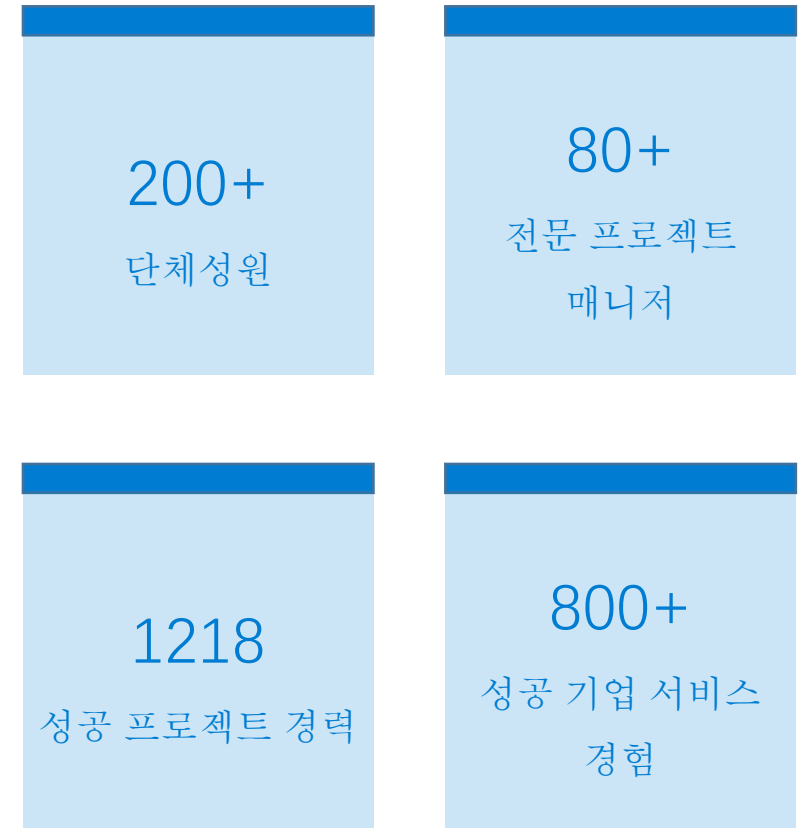 200+
단체성원
80+
전문 프로젝트
매니저
1218
성공 프로젝트 경력
800+
성공 기업 서비스
경험